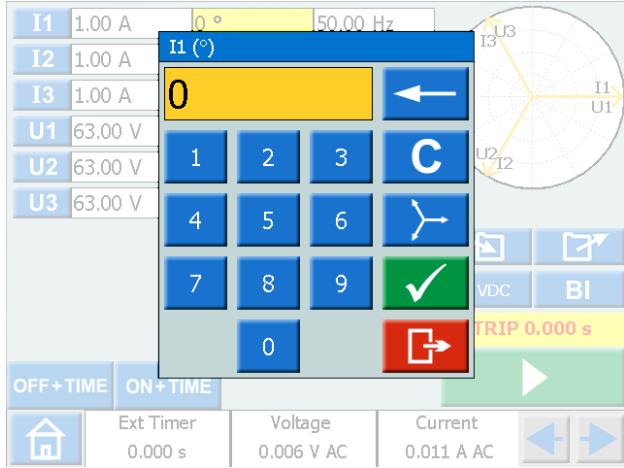 I1 1.00 A 0 ° 50.00 Hz
I2 1.00 A
I3 1.00 A
U1 63.00 V
U2 63.00 V
U3 63.00 V
I1 (°)
0
1 2 3 C
4 5 6
7 8 9
0
I3 U3
I1
U1
U2
I2
VDC BI
TRIP 0.000 s
OFF+TIME ON+TIME
Ext Timer Voltage Current
0.000 s 0.006 V AC 0.011 A AC